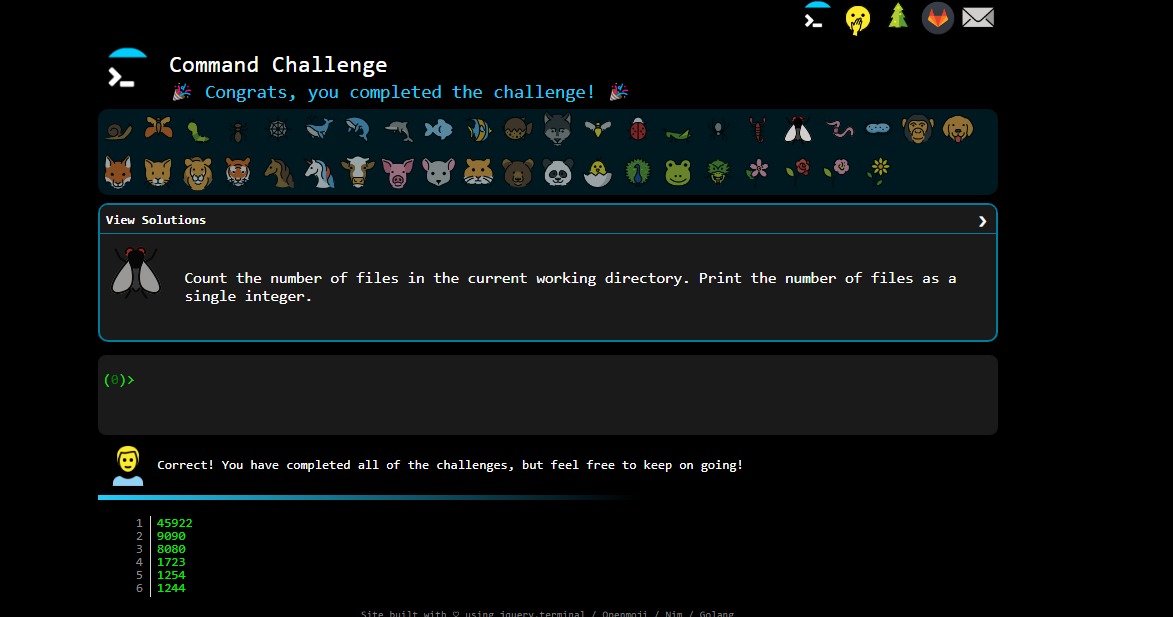 Command Challenge
Congrats, you completed the challenge!
View Solutions
Count the number of files in the current working directory. Print the number of files as a
single integer.
(0)>
Correct! You have completed all of the challenges, but feel free to keep on going!
1 45922
2 9090
3 8080
4 1723
5 1254
6 1244
Site built with ♡ using jquery.terminal / Openmoji / Nim / Golang